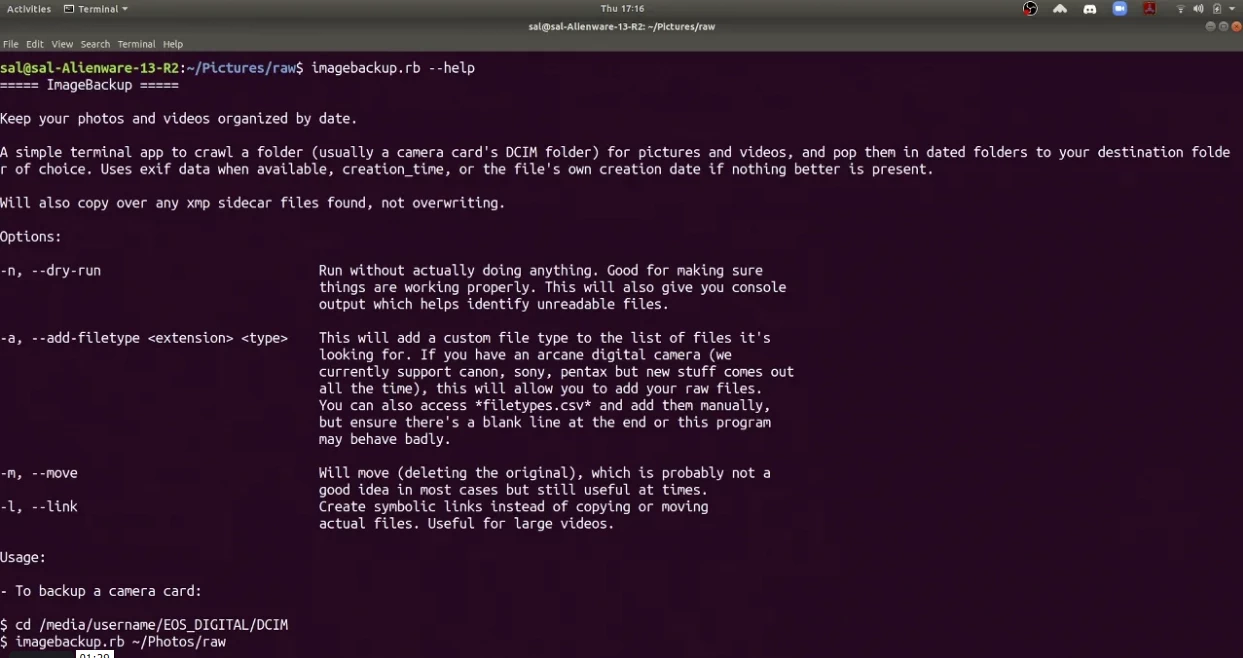 Activities Terminal Thu 17:16
sal@sal-Alienware-13-R2: ~/Pictures/raw
File Edit View Search Terminal Help
sal@sal-Alienware-13-R2:~/Pictures/raw$ imagebackup.rb --help
===== ImageBackup =====
Keep your photos and videos organized by date.
A simple terminal app to crawl a folder (usually a camera card's DCIM folder) for pictures and videos, and pop them in dated folders to your destination folde
r of choice. Uses exif data when available, creation_time, or the file's own creation date if nothing better is present.
Will also copy over any xmp sidecar files found, not overwriting.
Options:
-n, --dry-run Run without actually doing anything. Good for making sure
things are working properly. This will also give you console
output which helps identify unreadable files.
-a, --add-filetype <extension> <type> This will add a custom file type to the list of files it's
looking for. If you have an arcane digital camera (we
currently support canon, sony, pentax but new stuff comes out
all the time), this will allow you to add your raw files.
You can also access *filetypes.csv* and add them manually,
but ensure there's a blank line at the end or this program
may behave badly.
-m, --move Will move (deleting the original), which is probably not a
good idea in most cases but still useful at times.
-l, --link Create symbolic links instead of copying or moving
actual files. Useful for large videos.
Usage:
- To backup a camera card:
$ cd /media/username/EOS_DIGITAL/DCIM
$ imagebackup.rb ~/Photos/raw